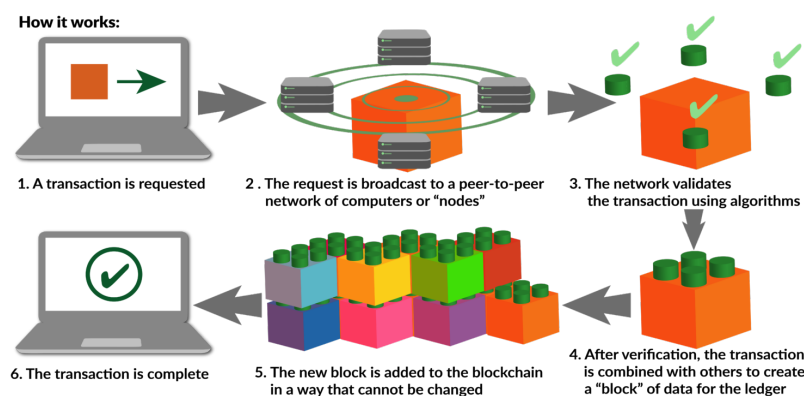 How it works:
1. A transaction is requested
2 . The request is broadcast to a peer-to-peer
network of computers or “nodes”
3. The network validates
the transaction using algorithms
4. After verification, the transaction
is combined with others to create
a “block” of data for the ledger
5. The new block is added to the blockchain
in a way that cannot be changed
6. The transaction is complete